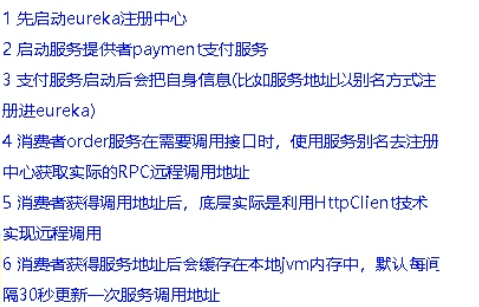 1 先启动eureka注册中心
2 启动服务提供者payment支付服务
3 支付服务启动后会把自身信息(比如服务地址以别名方式注
册进eureka)
4 消费者order服务在需要调用接口时，使用服务别名去注册
中心获取实际的RPC远程调用地址
5 消费者获得调用地址后，底层实际是利用HttpClient技术
实现远程调用
6 消费者获得服务地址后会缓存在本地jvm内存中，默认每间
隔30秒更新一次服务调用地址